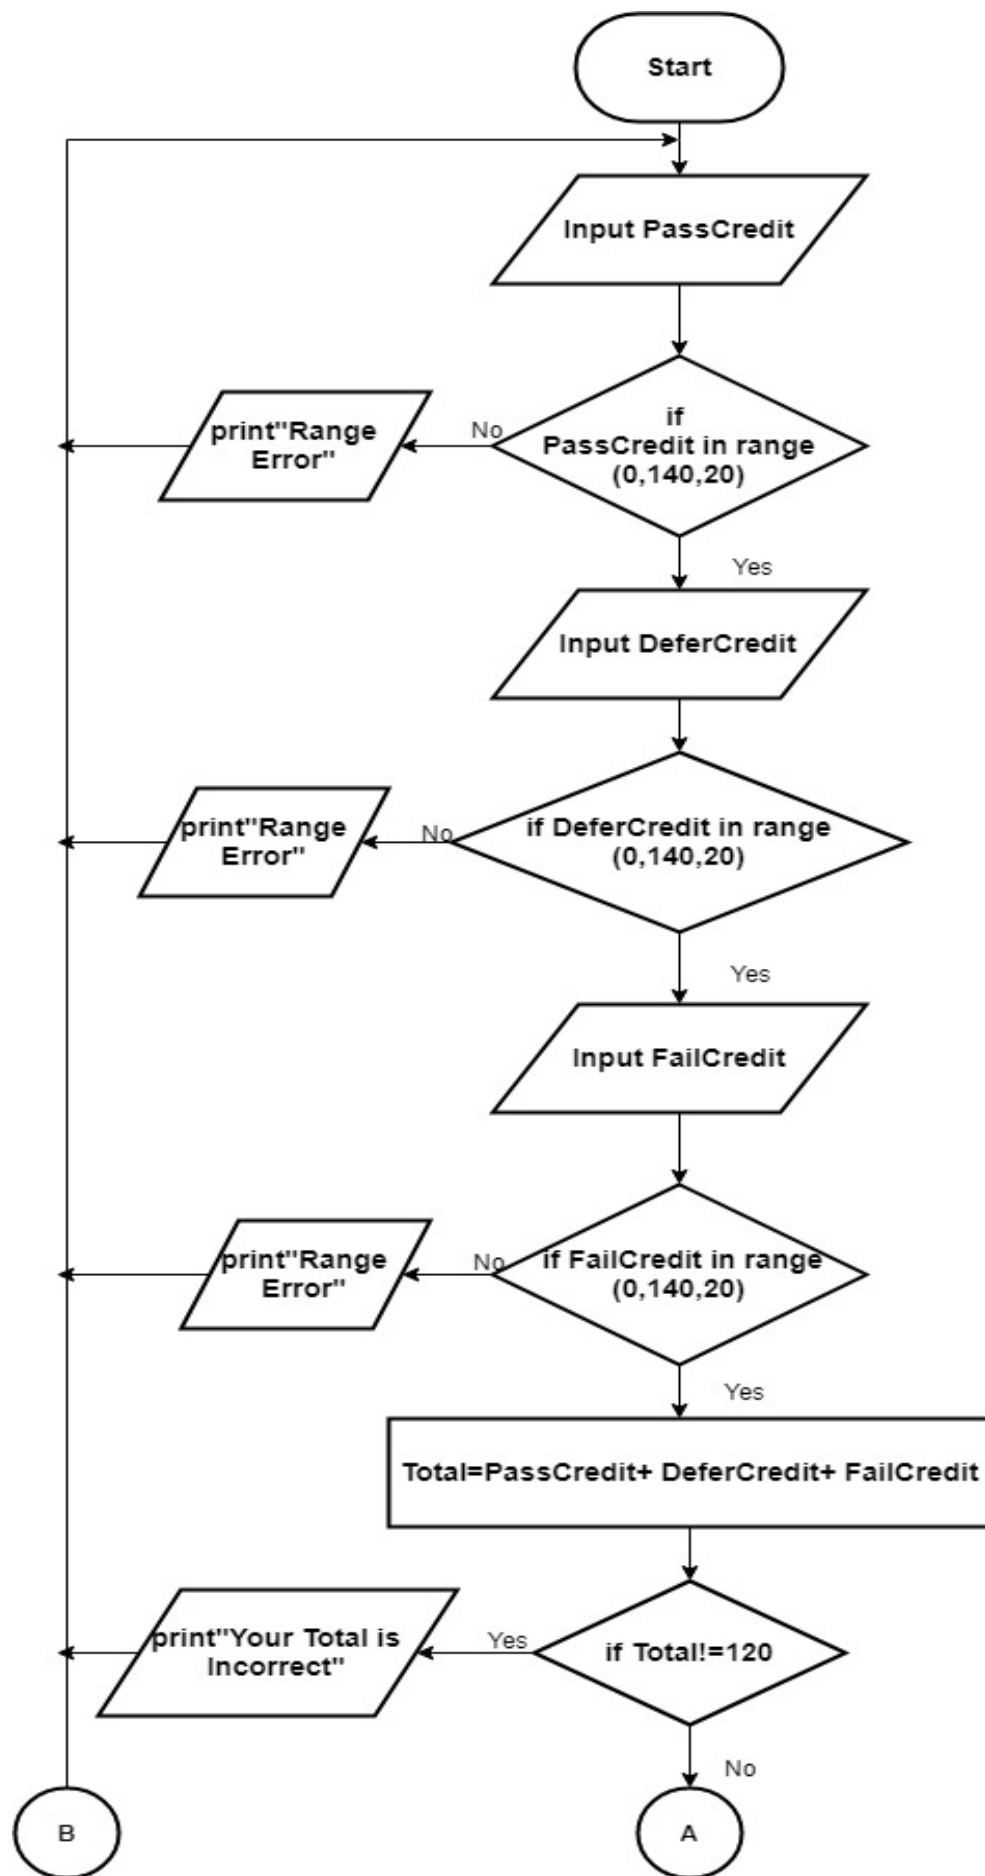 Start
Input PassCredit
if
PassCredit in range
(0,140,20)
No
print"Range
Error"
Yes
Input DeferCredit
if DeferCredit in range
(0,140,20)
No
print"Range
Error"
Yes
Input FailCredit
if FailCredit in range
(0,140,20)
No
print"Range
Error"
Yes
Total=PassCredit+ DeferCredit+ FailCredit
if Total!=120
Yes
print"Your Total is
Incorrect"
No
B
A